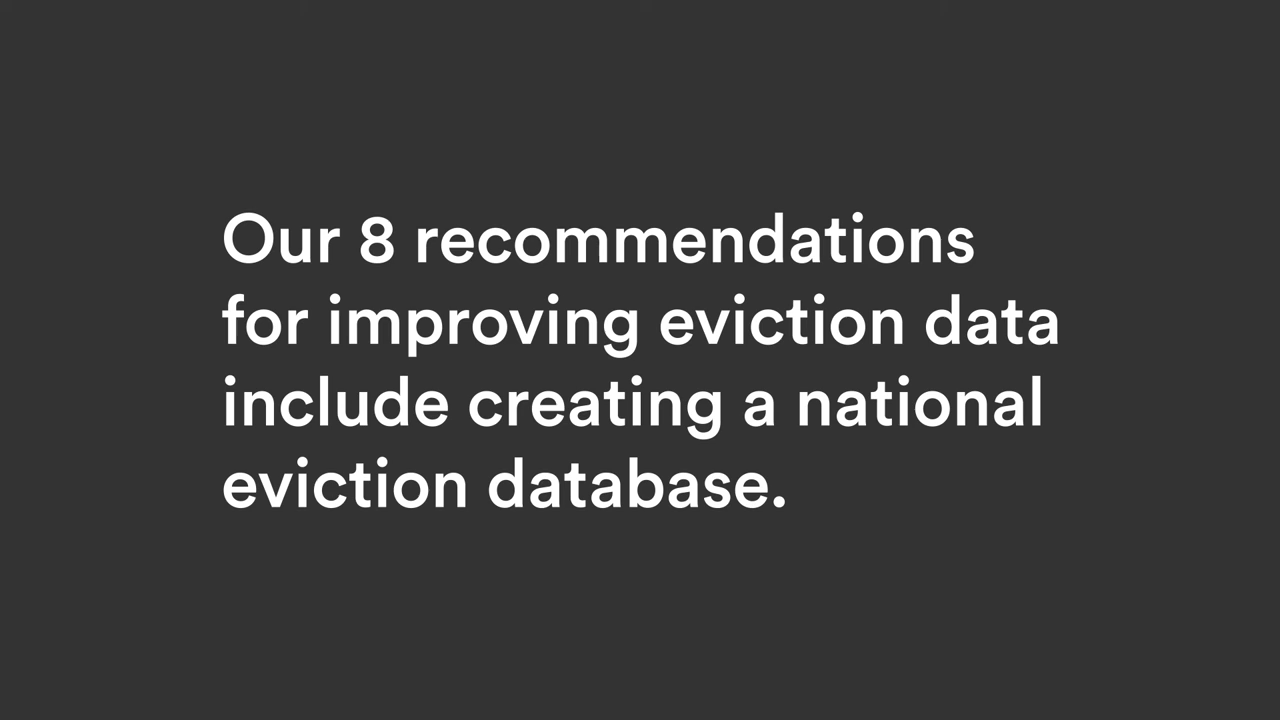 Our 8 recommendations
for improving eviction data
include creating a national
eviction database.